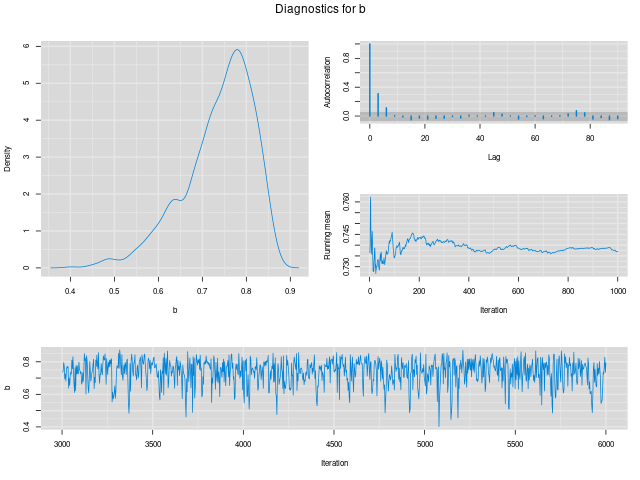 Diagnostics for b
Density
0 1 2 3 4 5 6
0.4 0.5 0.6 0.7 0.8 0.9
b
Autocorrelation
0.0 0.4 0.8
0 20 40 60 80
Lag
Running mean
0.730 0.745 0.760
0 200 400 600 800 1000
Iteration
b
0.4 0.6 0.8
3000 3500 4000 4500 5000 5500 6000
Iteration